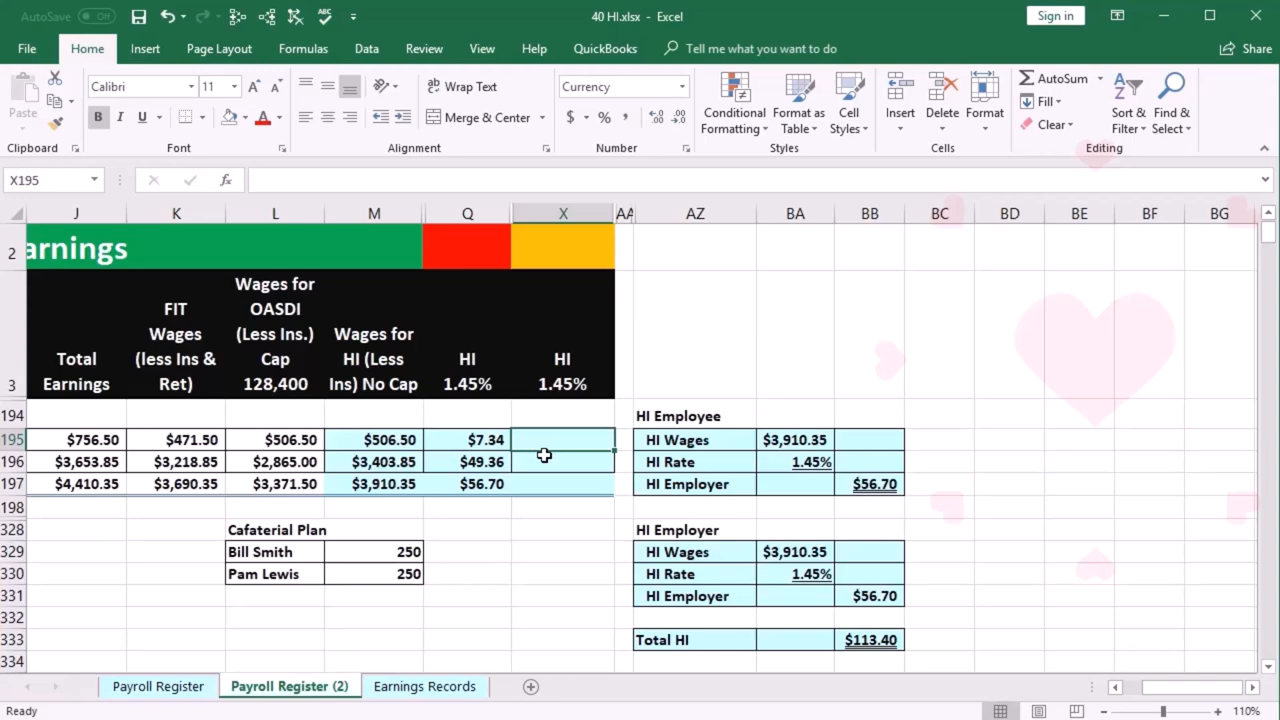 AutoSave Off
40 HI.xlsx - Excel
Sign in
File Home Insert Page Layout Formulas Data Review View Help QuickBooks Tell me what you want to do Share
Paste
Calibri 11
Wrap Text
Merge & Center
Currency
Conditional Formatting
Format as Table
Cell Styles
Insert Delete Format
AutoSum
Fill
Clear
Sort & Filter
Find & Select
Clipboard Font Alignment Number Styles Cells Editing
X195 fx
J K L M Q X AA AZ BA BB BC BD BE BF BG
2 arnings
3
Total Earnings
FIT Wages (less Ins & Ret)
Wages for OASDI (Less Ins.) Cap 128,400
Wages for HI (Less Ins) No Cap
HI 1.45%
HI 1.45%
194 HI Employee
195 $756.50 $471.50 $506.50 $506.50 $7.34 HI Wages $3,910.35
196 $3,653.85 $3,218.85 $2,865.00 $3,403.85 $49.36 HI Rate 1.45%
197 $4,410.35 $3,690.35 $3,371.50 $3,910.35 $56.70 HI Employer $56.70
198
328 Cafaterial Plan HI Employer
329 Bill Smith 250 HI Wages $3,910.35
330 Pam Lewis 250 HI Rate 1.45%
331 HI Employer $56.70
332
333 Total HI $113.40
334
Payroll Register Payroll Register (2) Earnings Records
Ready 110%